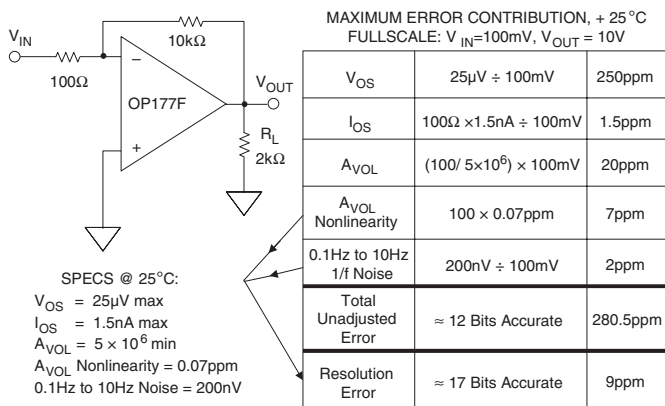 V_IN
100Ω
10kΩ
−
OP177F
+
V_OUT
R_L
2kΩ
SPECS @ 25°C:
V_OS = 25μV max
I_OS = 1.5nA max
A_VOL = 5 × 10^6 min
A_VOL Nonlinearity = 0.07ppm
0.1Hz to 10Hz Noise = 200nV
MAXIMUM ERROR CONTRIBUTION, + 25°C
FULLSCALE: V_IN=100mV, V_OUT = 10V
V_OS 25μV ÷ 100mV 250ppm
I_OS 100Ω ×1.5nA ÷ 100mV 1.5ppm
A_VOL (100/ 5×10^6) × 100mV 20ppm
A_VOL
Nonlinearity 100 × 0.07ppm 7ppm
0.1Hz to 10Hz
1/f Noise 200nV ÷ 100mV 2ppm
Total
Unadjusted
Error ≈ 12 Bits Accurate 280.5ppm
Resolution
Error ≈ 17 Bits Accurate 9ppm